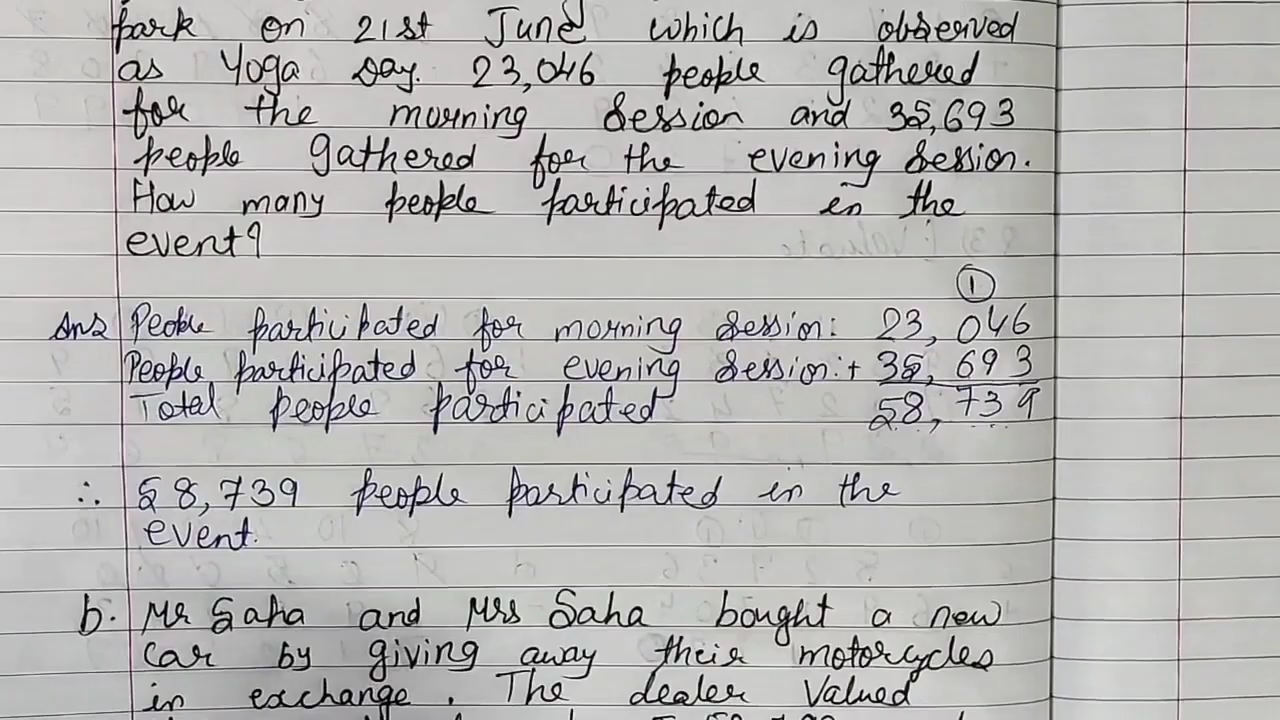 park on 21st June which is observed
as Yoga Day. 23,046 people gathered
for the morning session and 35,693
people gathered for the evening session.
How many people participated in the
event?
1
Ans People participated for morning session: 23,046
People participated for evening session: + 35,693
Total people participated 58,739
∴ 58,739 people participated in the
event.
b. Mr Saha and Mrs Saha bought a new
car by giving away their motorcycles
in exchange. The dealer valued